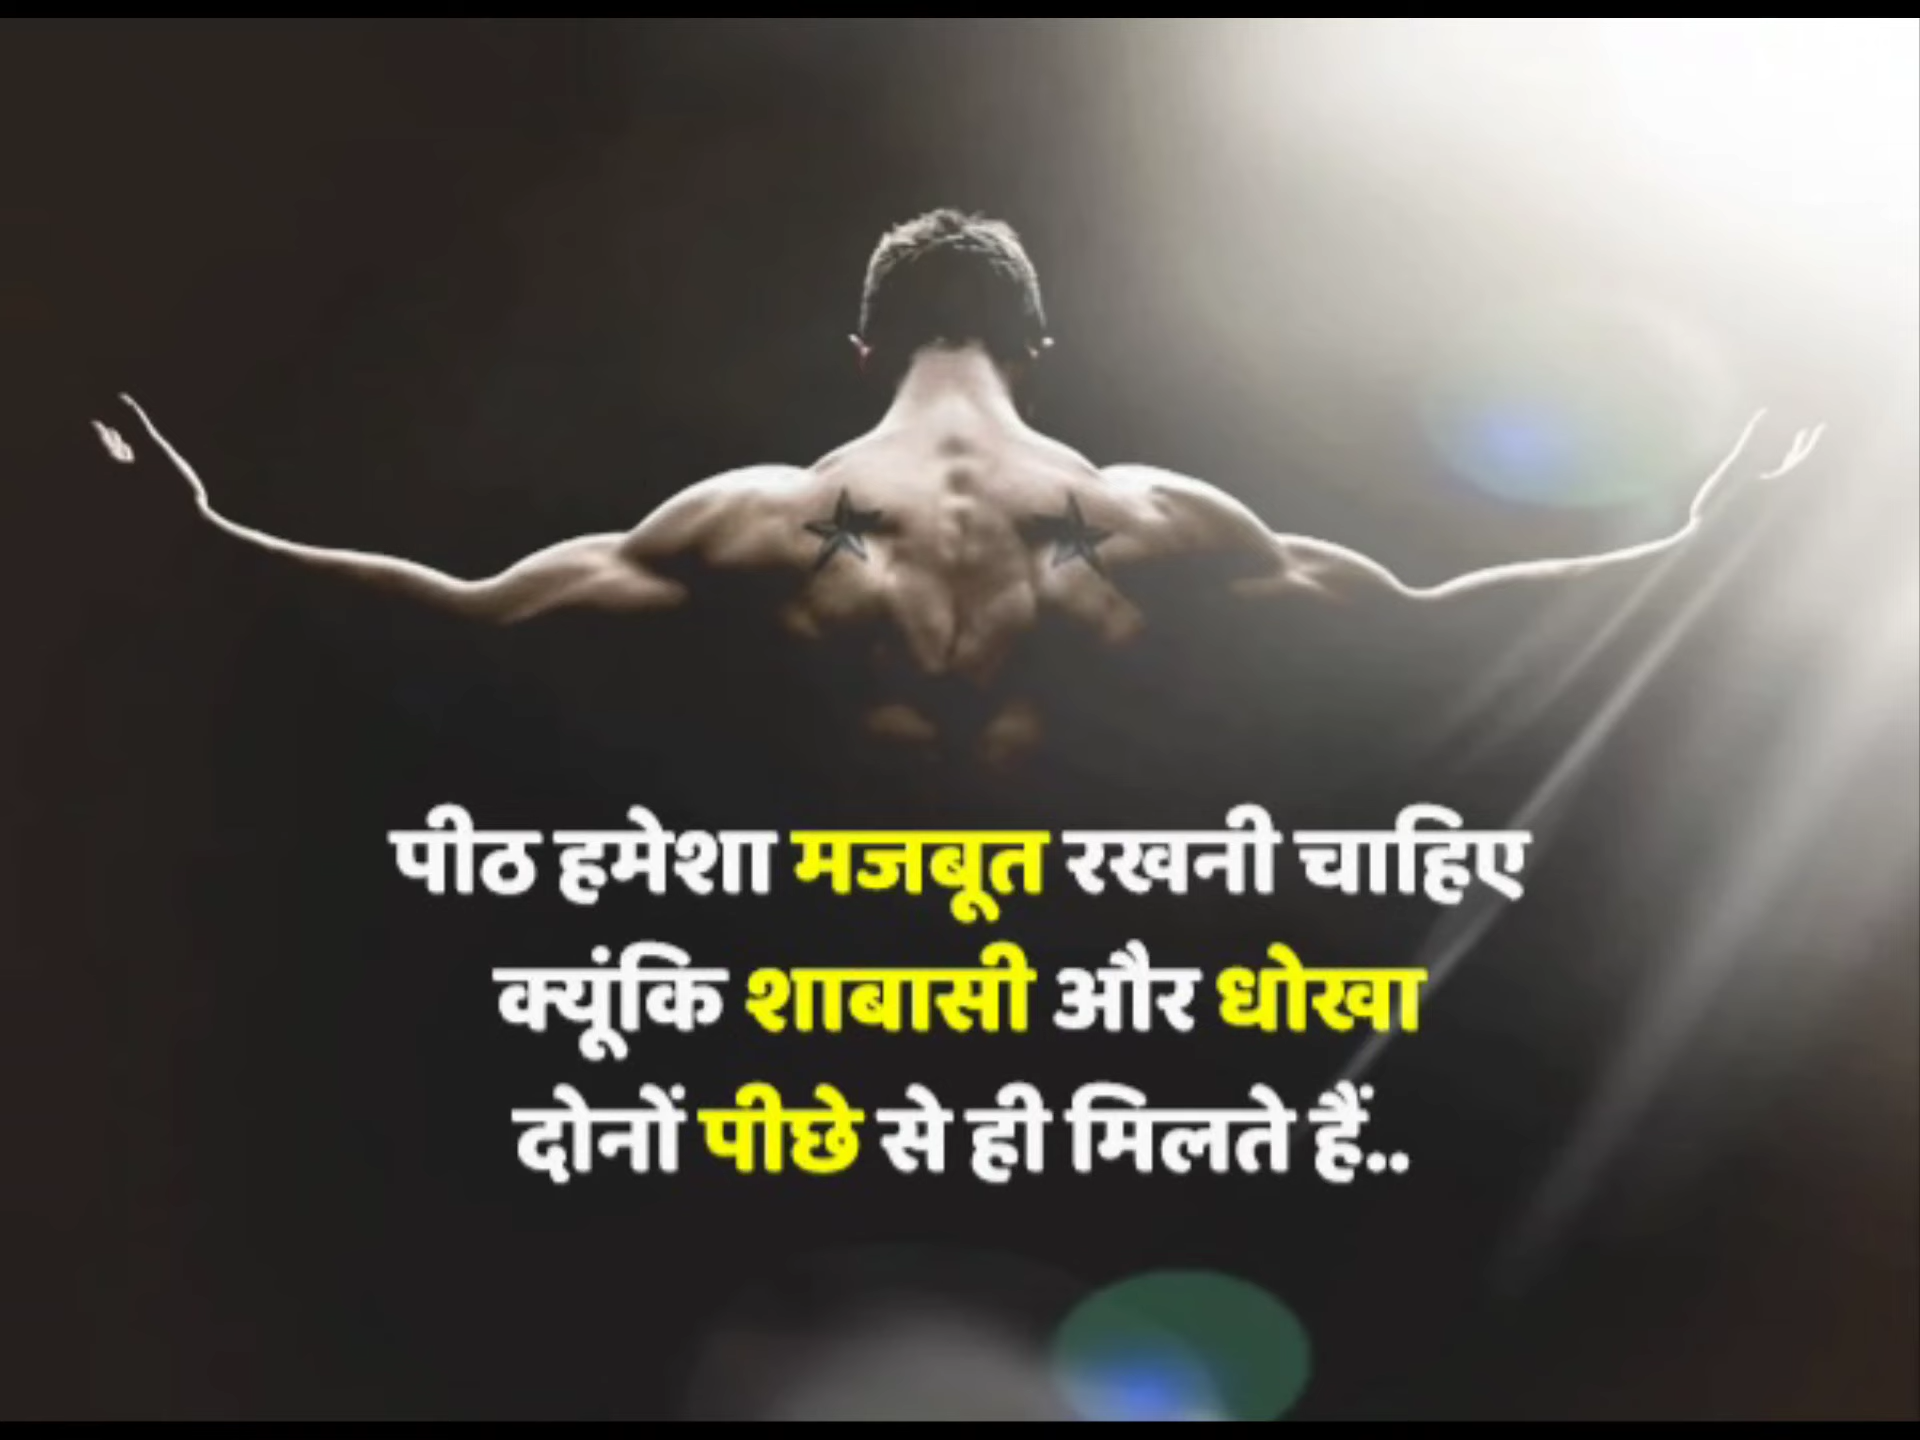 पीठ हमेशा मजबूत रखनी चाहिए
क्यूंकि शाबासी और धोखा
दोनों पीछे से ही मिलते हैं..